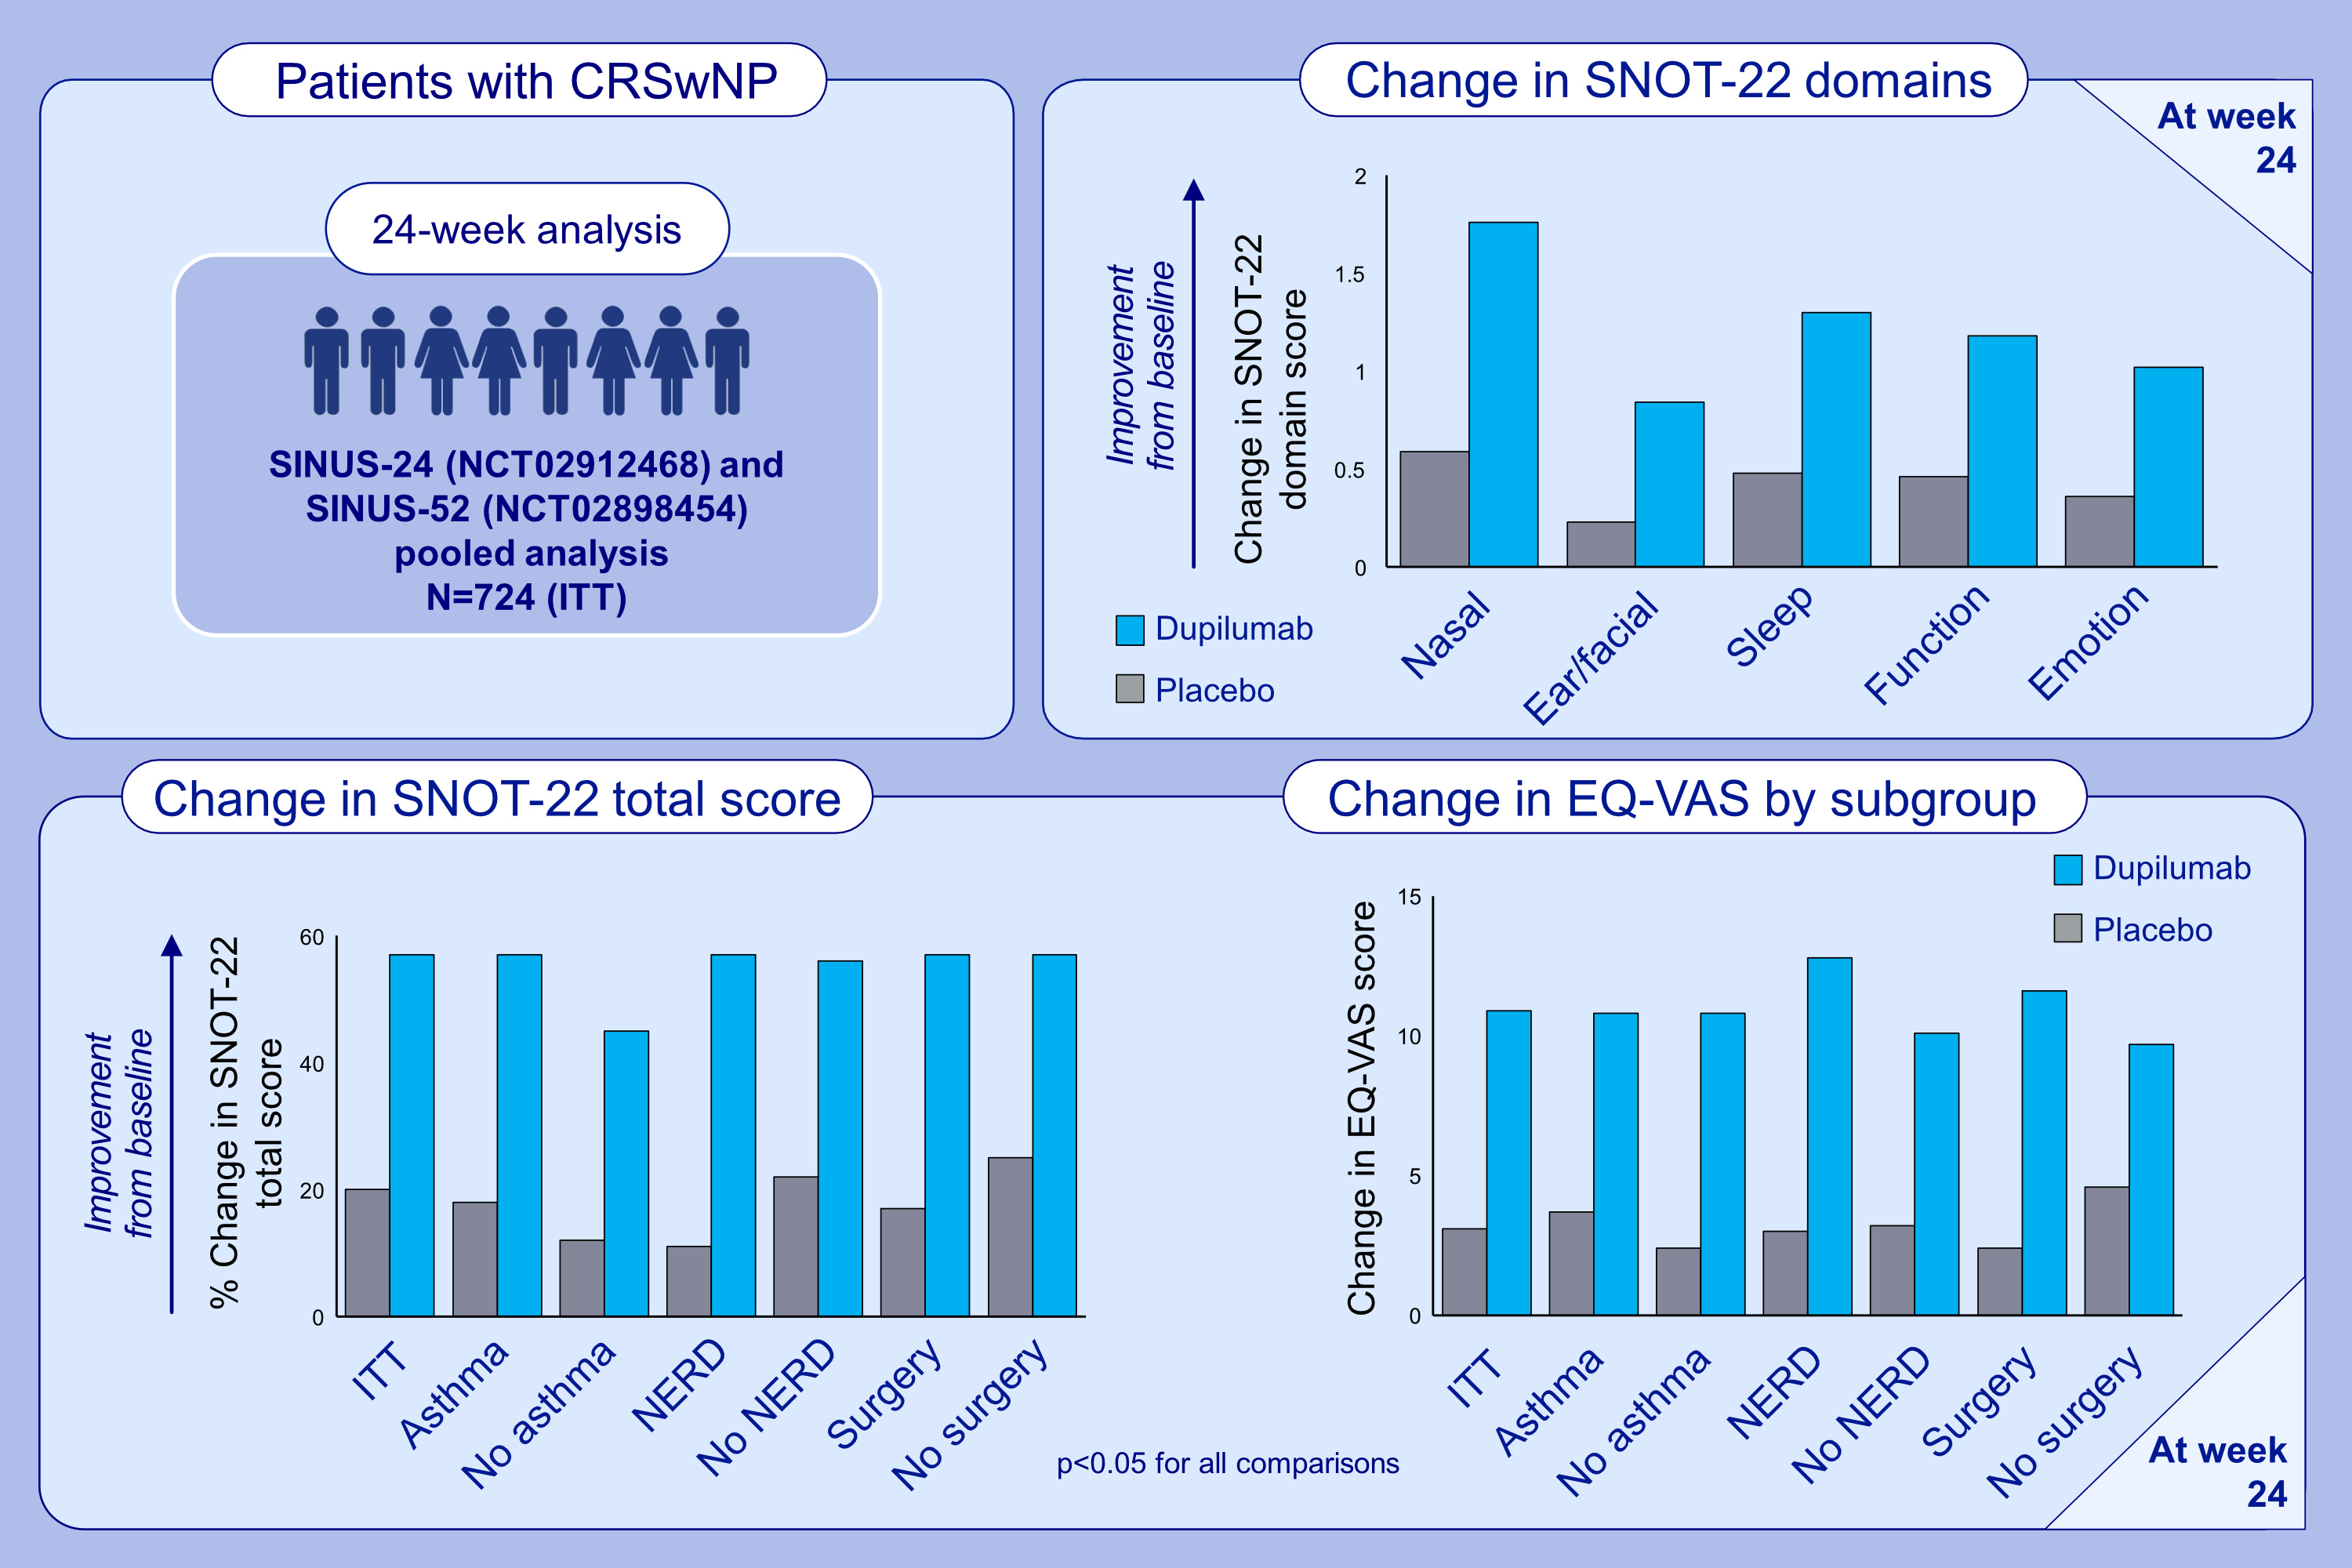 Patients with CRSwNP
24-week analysis
SINUS-24 (NCT02912468) and
SINUS-52 (NCT02898454)
pooled analysis
N=724 (ITT)
Change in SNOT-22 domains
At week
24
Improvement
from baseline
Change in SNOT-22
domain score
2
1.5
1
0.5
0
Nasal
Ear/facial
Sleep
Function
Emotion
Dupilumab
Placebo
Change in SNOT-22 total score
Improvement
from baseline
% Change in SNOT-22
total score
60
40
20
0
ITT
Asthma
No asthma
NERD
No NERD
Surgery
No surgery
Change in EQ-VAS by subgroup
Dupilumab
Placebo
Change in EQ-VAS score
15
10
5
0
ITT
Asthma
No asthma
NERD
No NERD
Surgery
No surgery
p<0.05 for all comparisons
At week
24